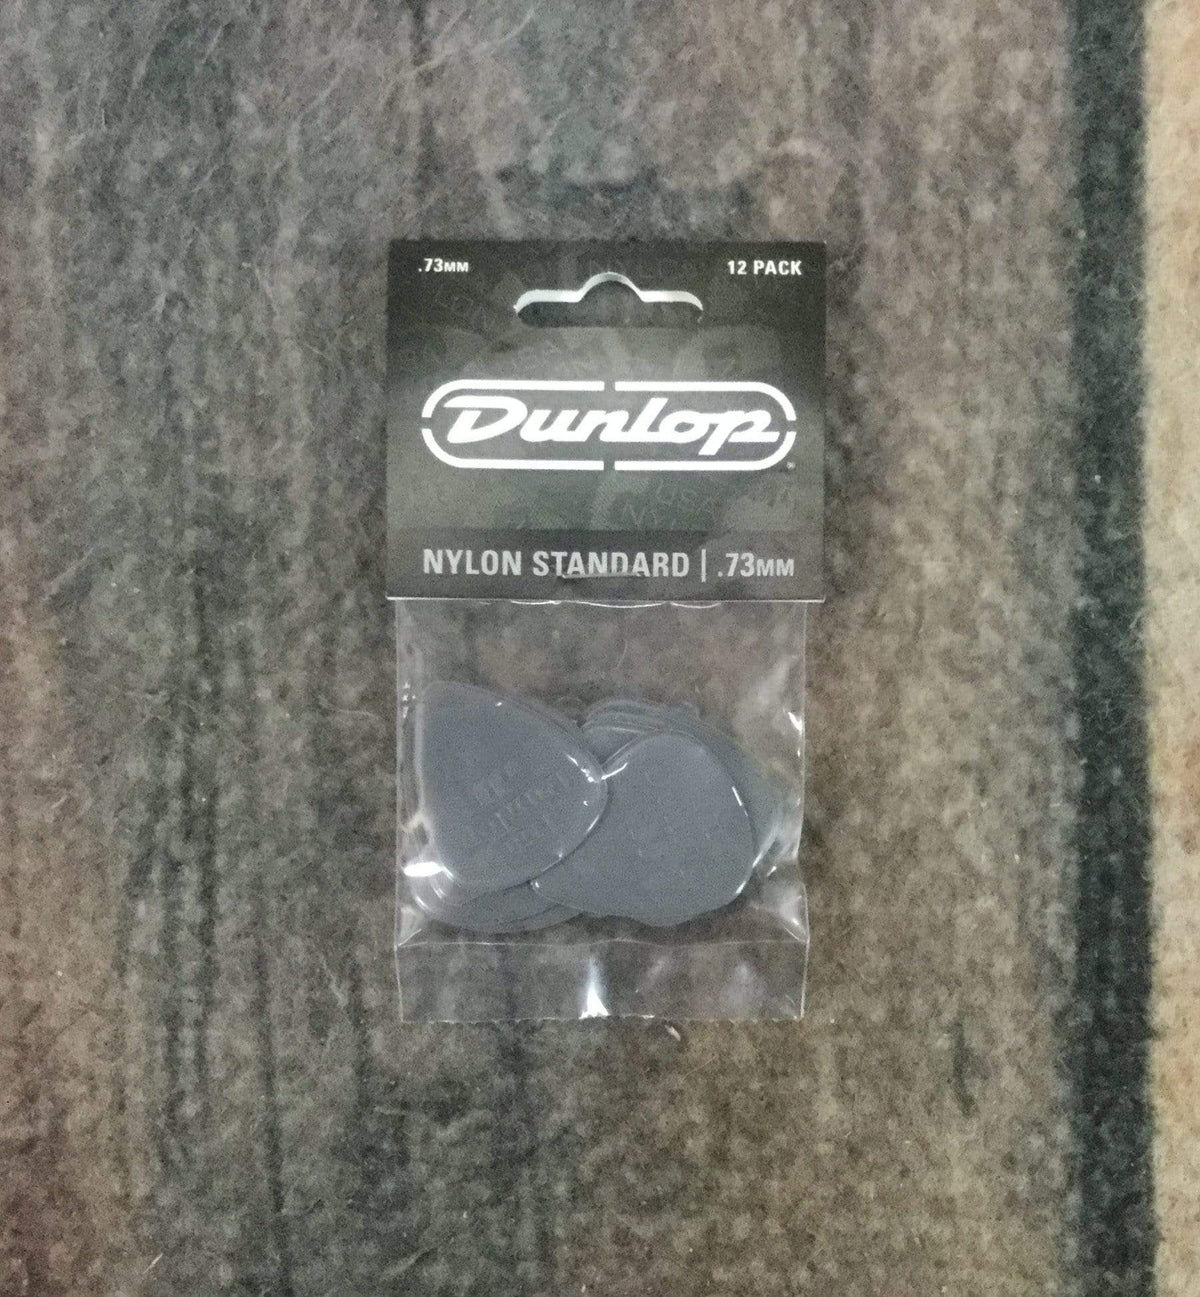 .73MM
12 PACK
Dunlop
NYLON STANDARD | .73MM